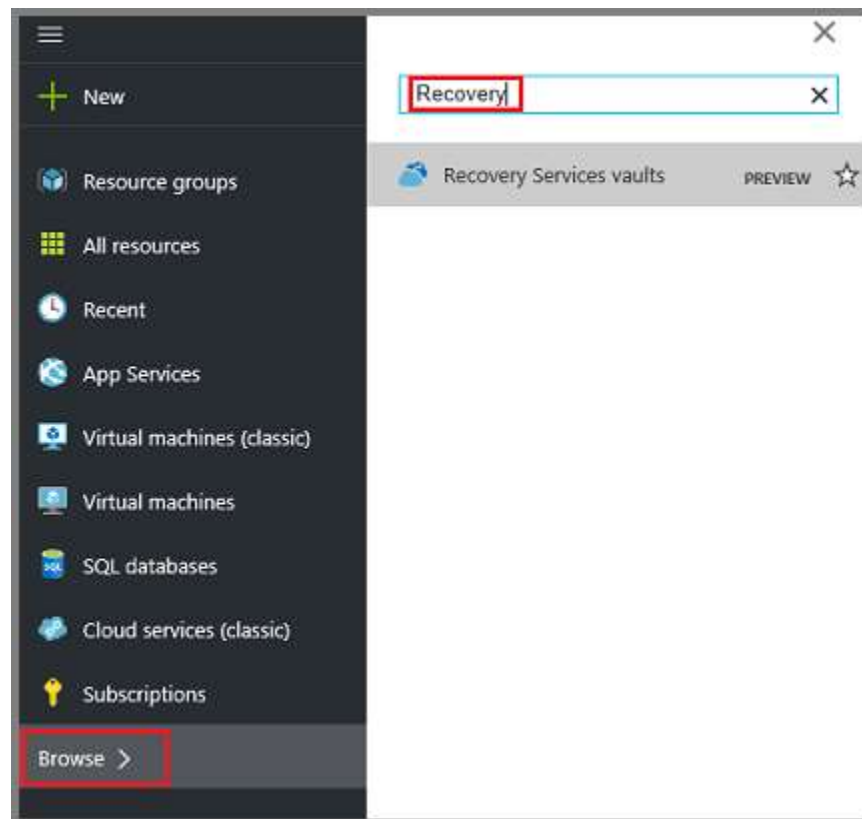 New
Resource groups
All resources
Recent
App Services
Virtual machines (classic)
Virtual machines
SQL databases
Cloud services (classic)
Subscriptions
Browse >
Recovery
Recovery Services vaults PREVIEW